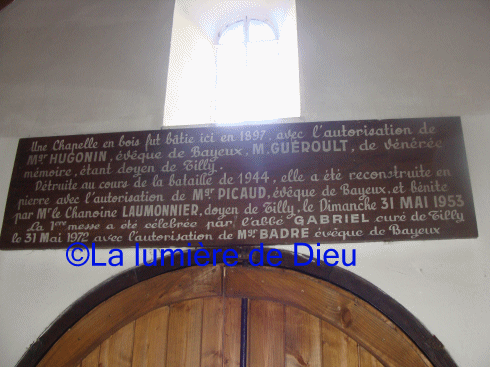 Une Chapelle en bois fut bâtie ici en 1897, avec l'autorisation de
Mgr HUGONIN, évêque de Bayeux, M. GUÉROULT, de vénérée
mémoire, étant doyen de Tilly.
Détruite au cours de la bataille de 1944, elle a été reconstruite en
pierre avec l'autorisation de Mgr PICAUD, évêque de Bayeux, et bénite
par Mr le Chanoine LAUMONNIER, doyen de Tilly, le Dimanche 31 MAI 1953
La 1ère messe a été célébrée par l'abbé GABRIEL curé de Tilly
le 31 Mai 1972 avec l'autorisation de Mgr BADRE évêque de Bayeux
©La lumière de Dieu